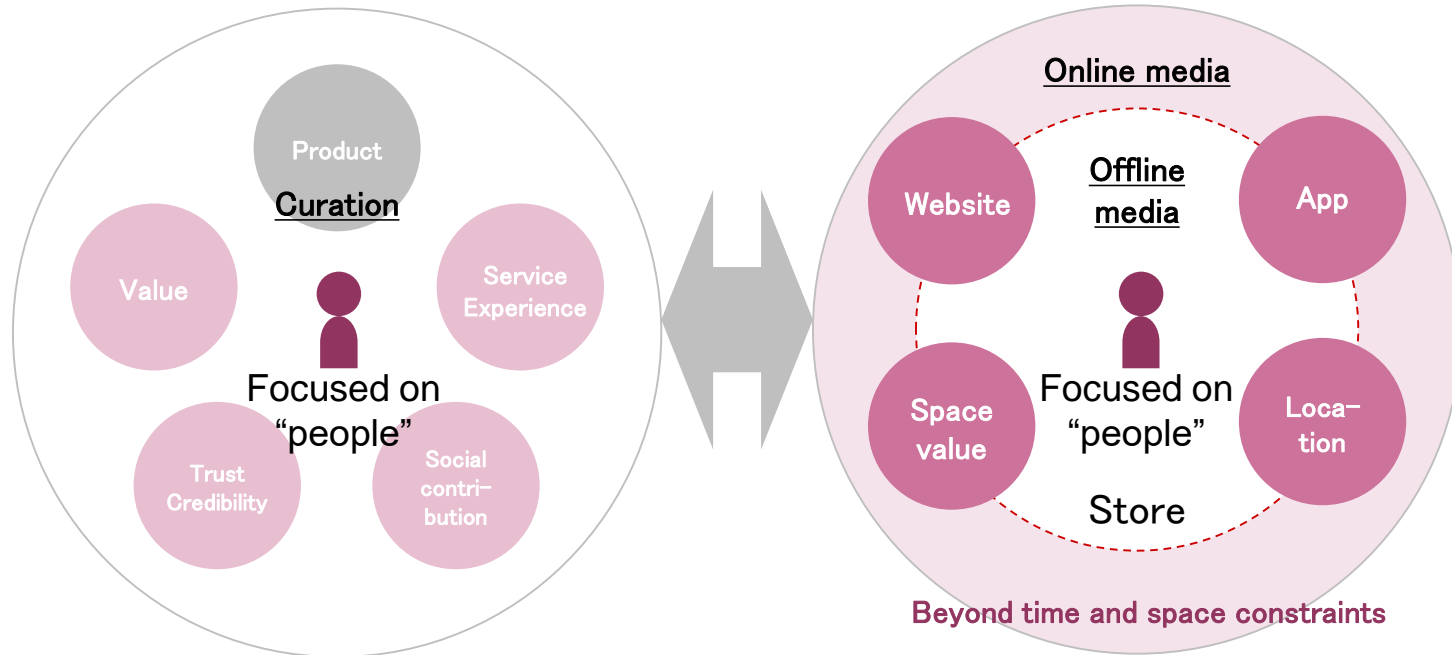 Product
Curation
Value
Service
Experience
Focused on
“people”
Trust
Credibility
Social
contri-
bution
Online media
Offline
media
Website
App
Focused on
“people”
Space
value
Loca-
tion
Store
Beyond time and space constraints